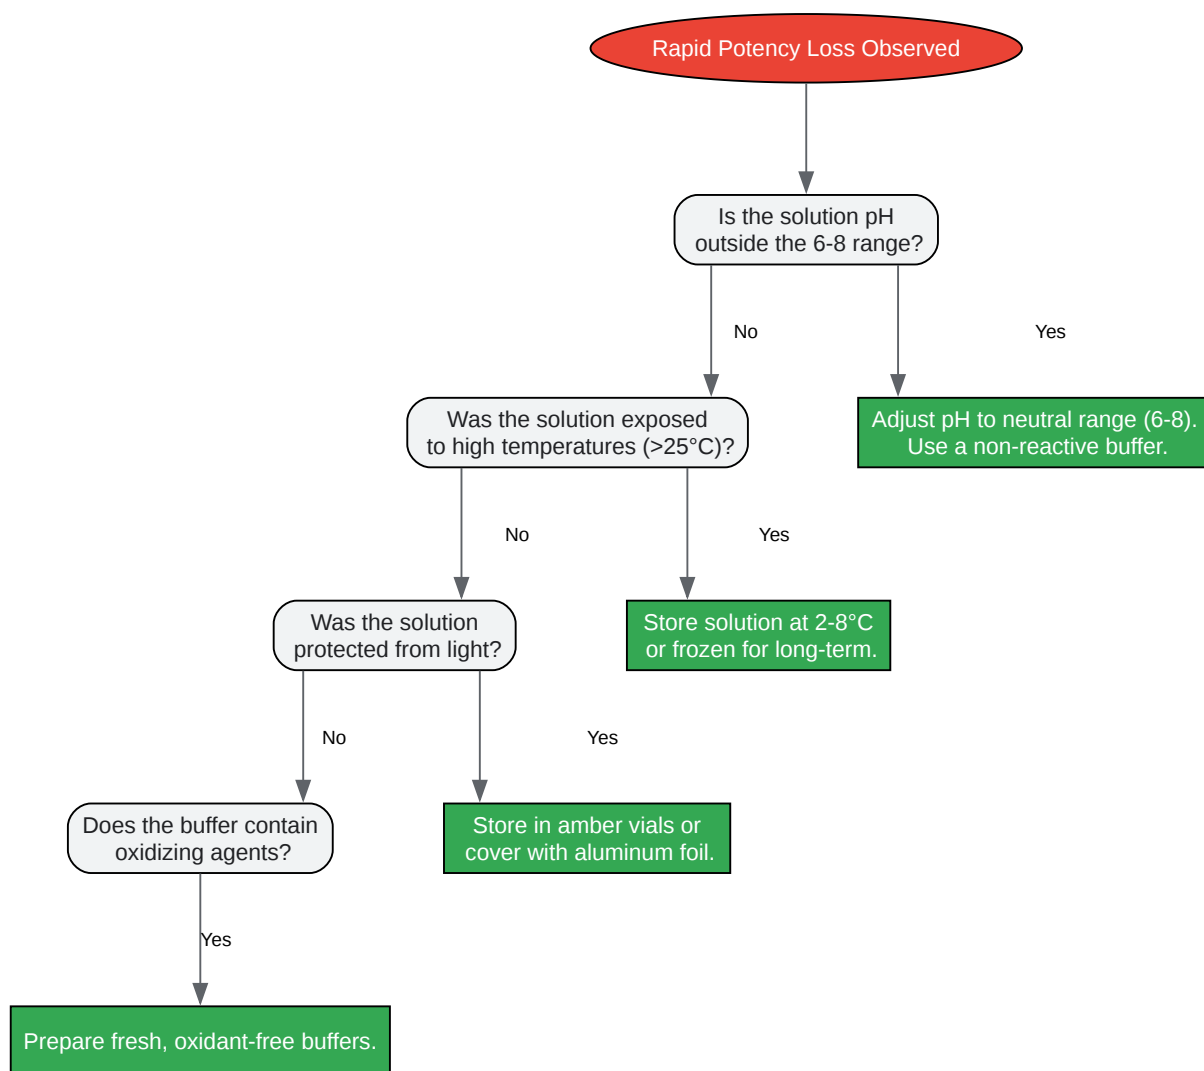 Rapid Potency Loss Observed
Is the solution pH
outside the 6-8 range?
No
Yes
Was the solution exposed
to high temperatures (>25°C)?
Adjust pH to neutral range (6-8).
Use a non-reactive buffer.
No
Yes
Was the solution
protected from light?
Store solution at 2-8°C
or frozen for long-term.
No
Yes
Does the buffer contain
oxidizing agents?
Store in amber vials or
cover with aluminum foil.
Yes
Prepare fresh, oxidant-free buffers.